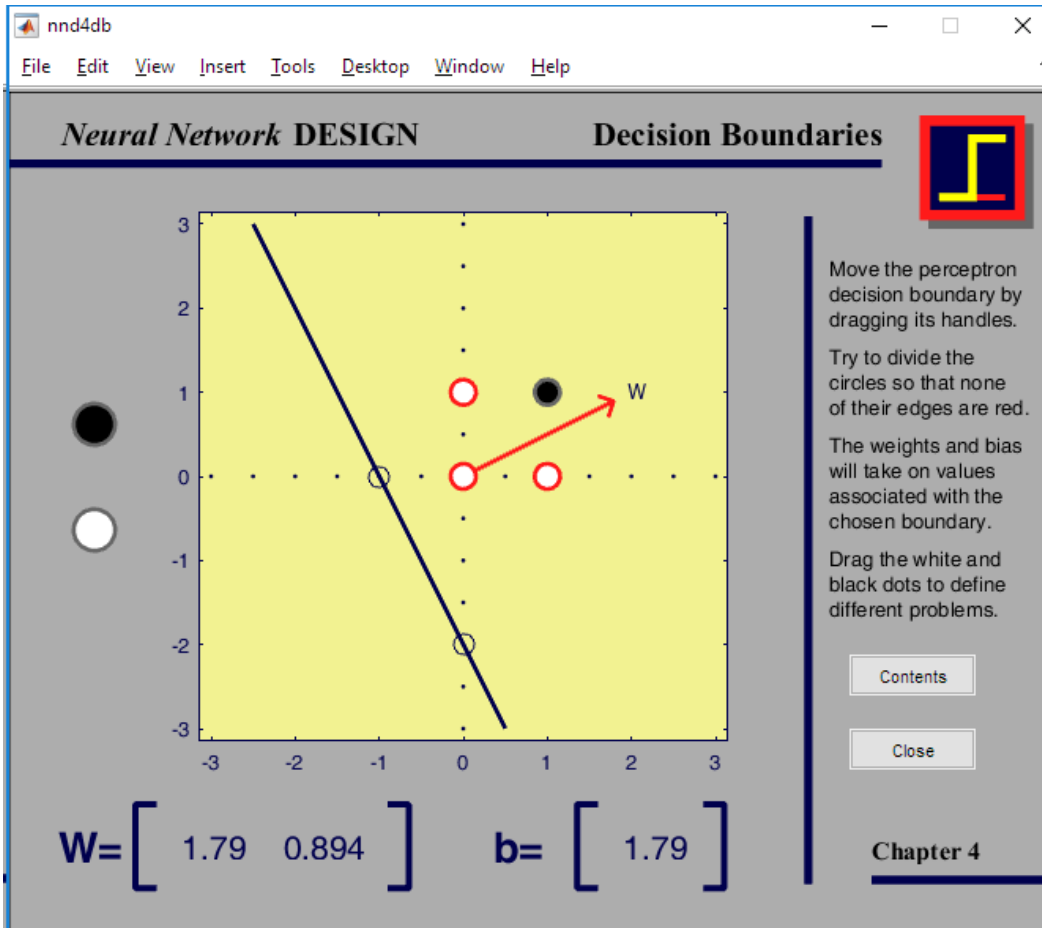 nnd4db
File Edit View Insert Tools Desktop Window Help
Neural Network DESIGN
Decision Boundaries
3
2
1
0
-1
-2
-3
-3 -2 -1 0 1 2 3
W
Move the perceptron
decision boundary by
dragging its handles.
Try to divide the
circles so that none
of their edges are red.
The weights and bias
will take on values
associated with the
chosen boundary.
Drag the white and
black dots to define
different problems.
Contents
Close
W= [ 1.79 0.894 ] b= [ 1.79 ]
Chapter 4